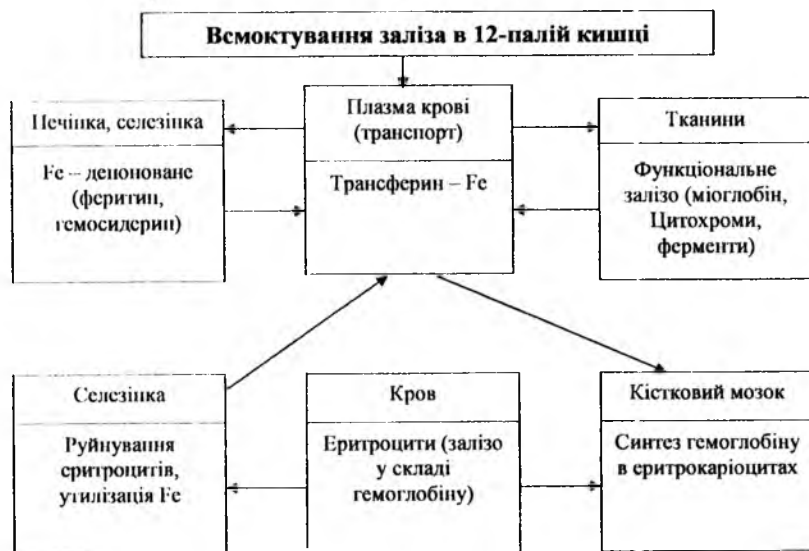 Всмоктування заліза в 12-палій кишці
Печінка, селезінка
Fe – депоноване
(феритин,
гемосидерин)
Плазма крові
(транспорт)
Трансферин – Fe
Тканини
Функціональне
залізо (міоглобін,
Цитохроми,
ферменти)
Селезінка
Руйнування
еритроцитів,
утилізація Fe
Кров
Еритроцити (залізо
у складі
гемоглобіну)
Кістковий мозок
Синтез гемоглобіну
в еритрокаріоцитах